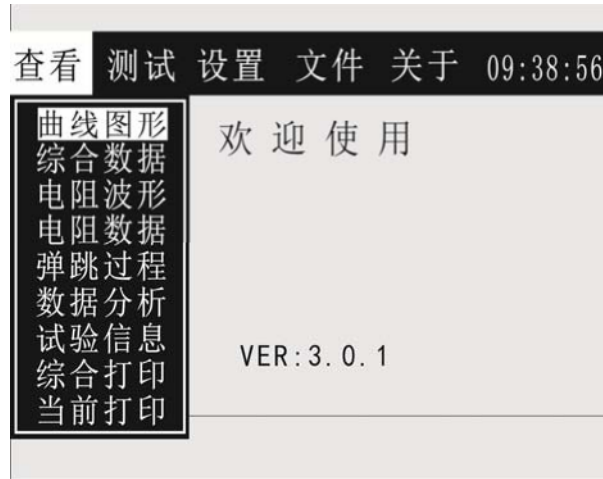 查看 测试 设置 文件 关于 09:38:56
曲线图形
综合数据
电阻波形
电阻数据
弹跳过程
数据分析
试验信息
综合打印
当前打印
欢迎使用
VER:3.0.1